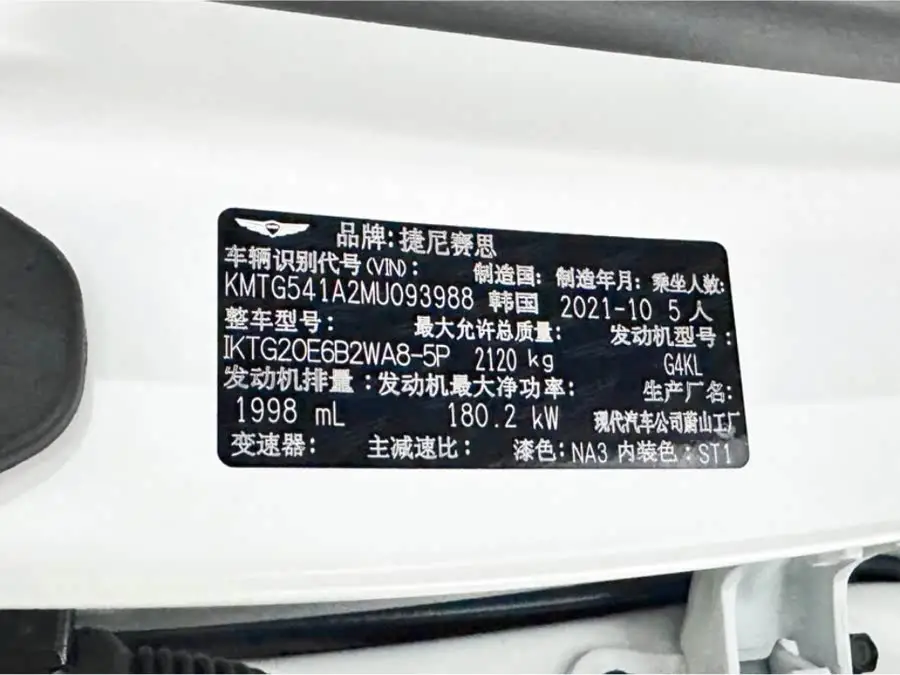 品牌:捷尼赛思
车辆识别代号(VIN): 制造国: 制造年月: 乘坐人数:
KMTG541A2MU093988 韩国 2021-10 5人
整车型号: 最大允许总质量: 发动机型号:
IKTG20E6B2WA8-5P 2120 kg G4KL
发动机排量:发动机最大净功率: 生产厂名:
1998 mL 180.2 kW 现代汽车公司蔚山工厂
变速器: 主减速比: 漆色:NA3 内装色:ST1